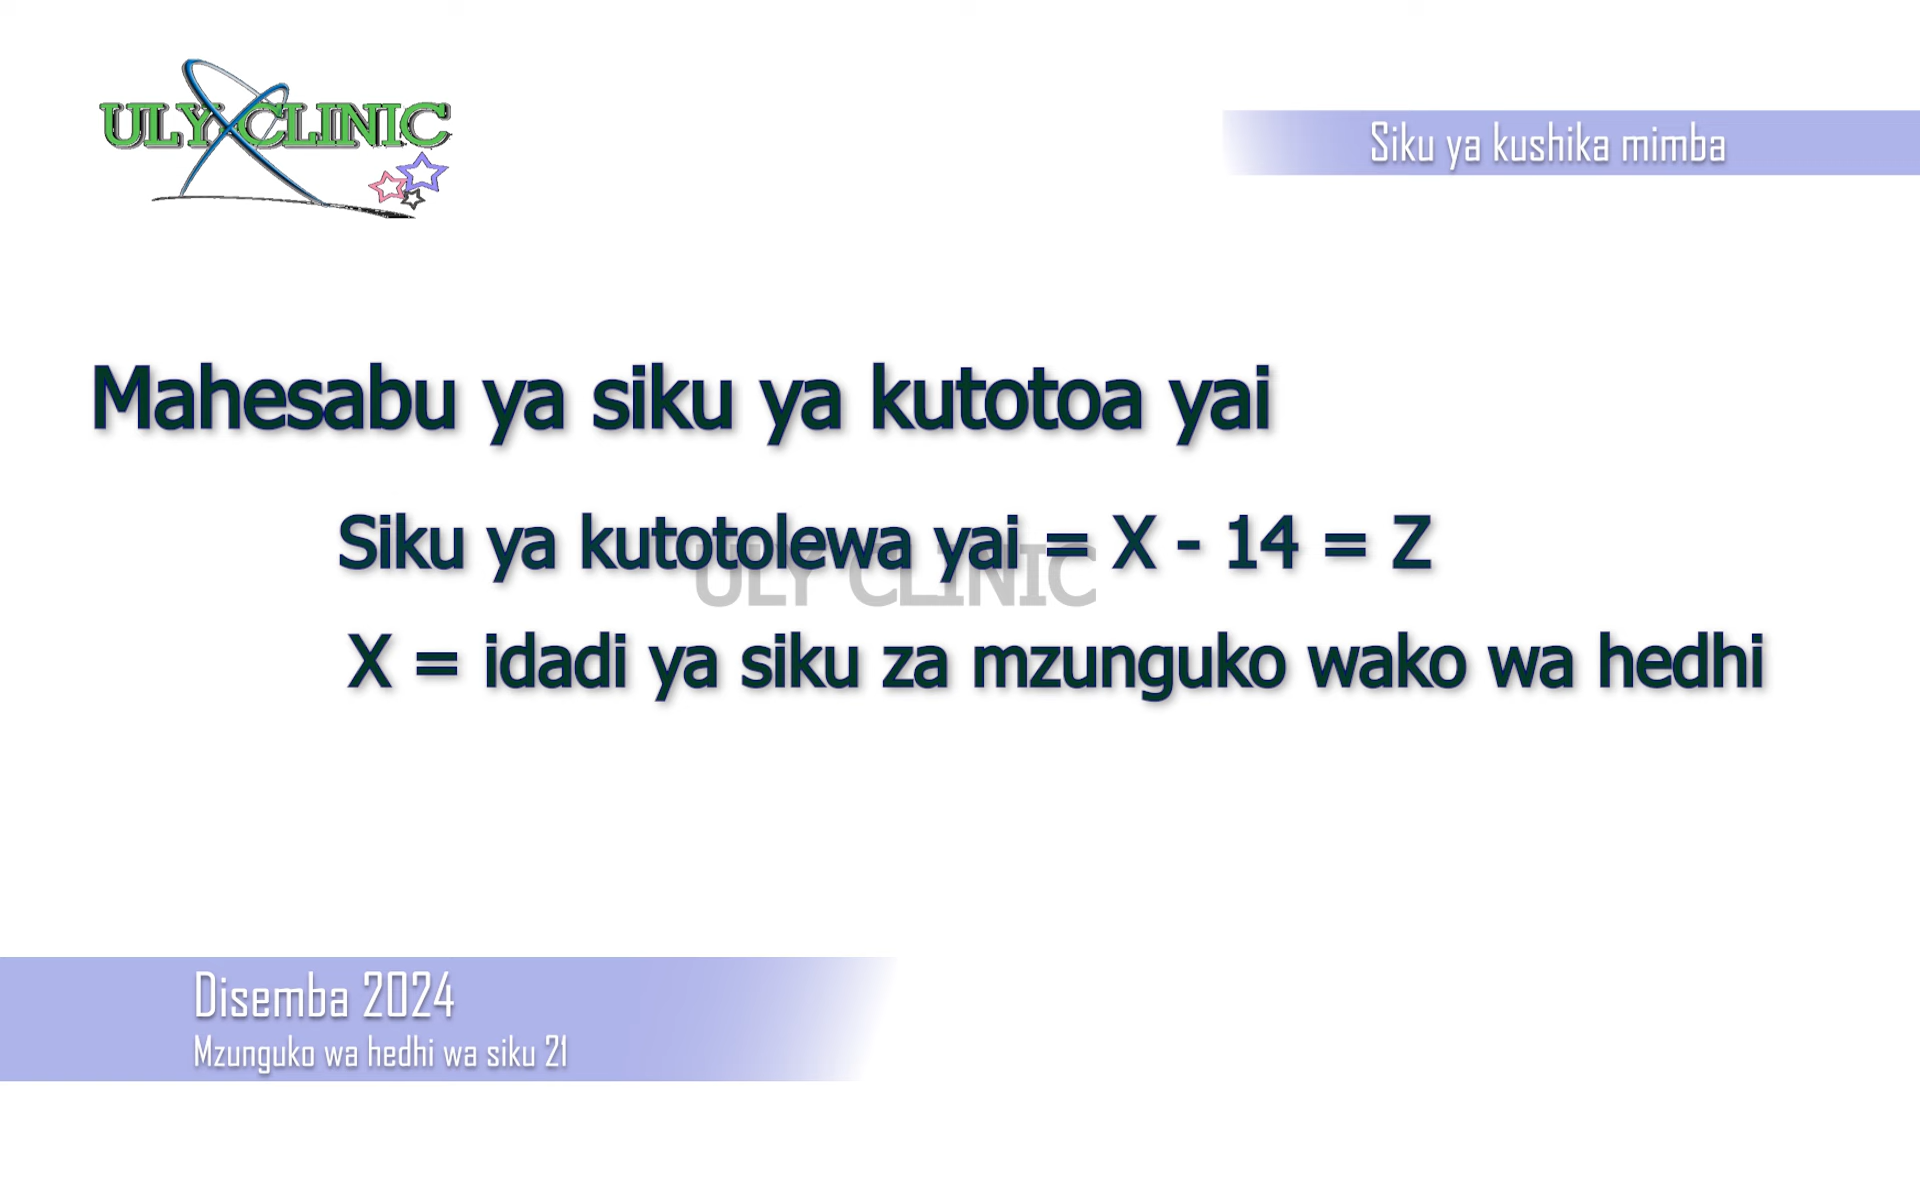 ULY CLINIC
Siku ya kushika mimba
Mahesabu ya siku ya kutotoa yai
Siku ya kutotolewa yai = X - 14 = Z
ULY CLINIC
X = idadi ya siku za mzunguko wako wa hedhi
Disemba 2024
Mzunguko wa hedhi wa siku 21